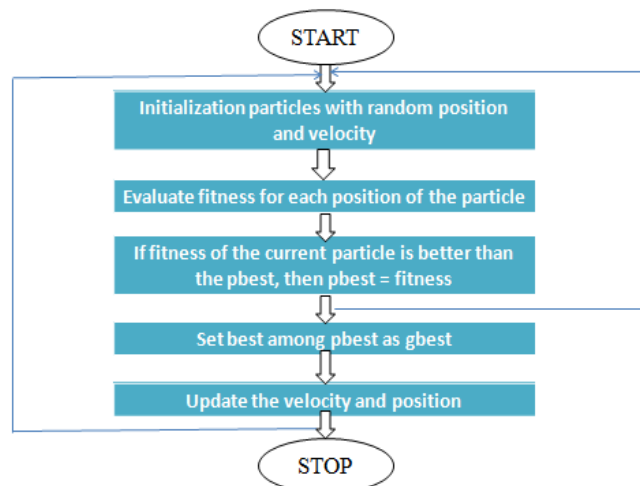 START
Initialization particles with random position
and velocity
Evaluate fitness for each position of the particle
If fitness of the current particle is better than
the pbest, then pbest = fitness
Set best among pbest as gbest
Update the velocity and position
STOP